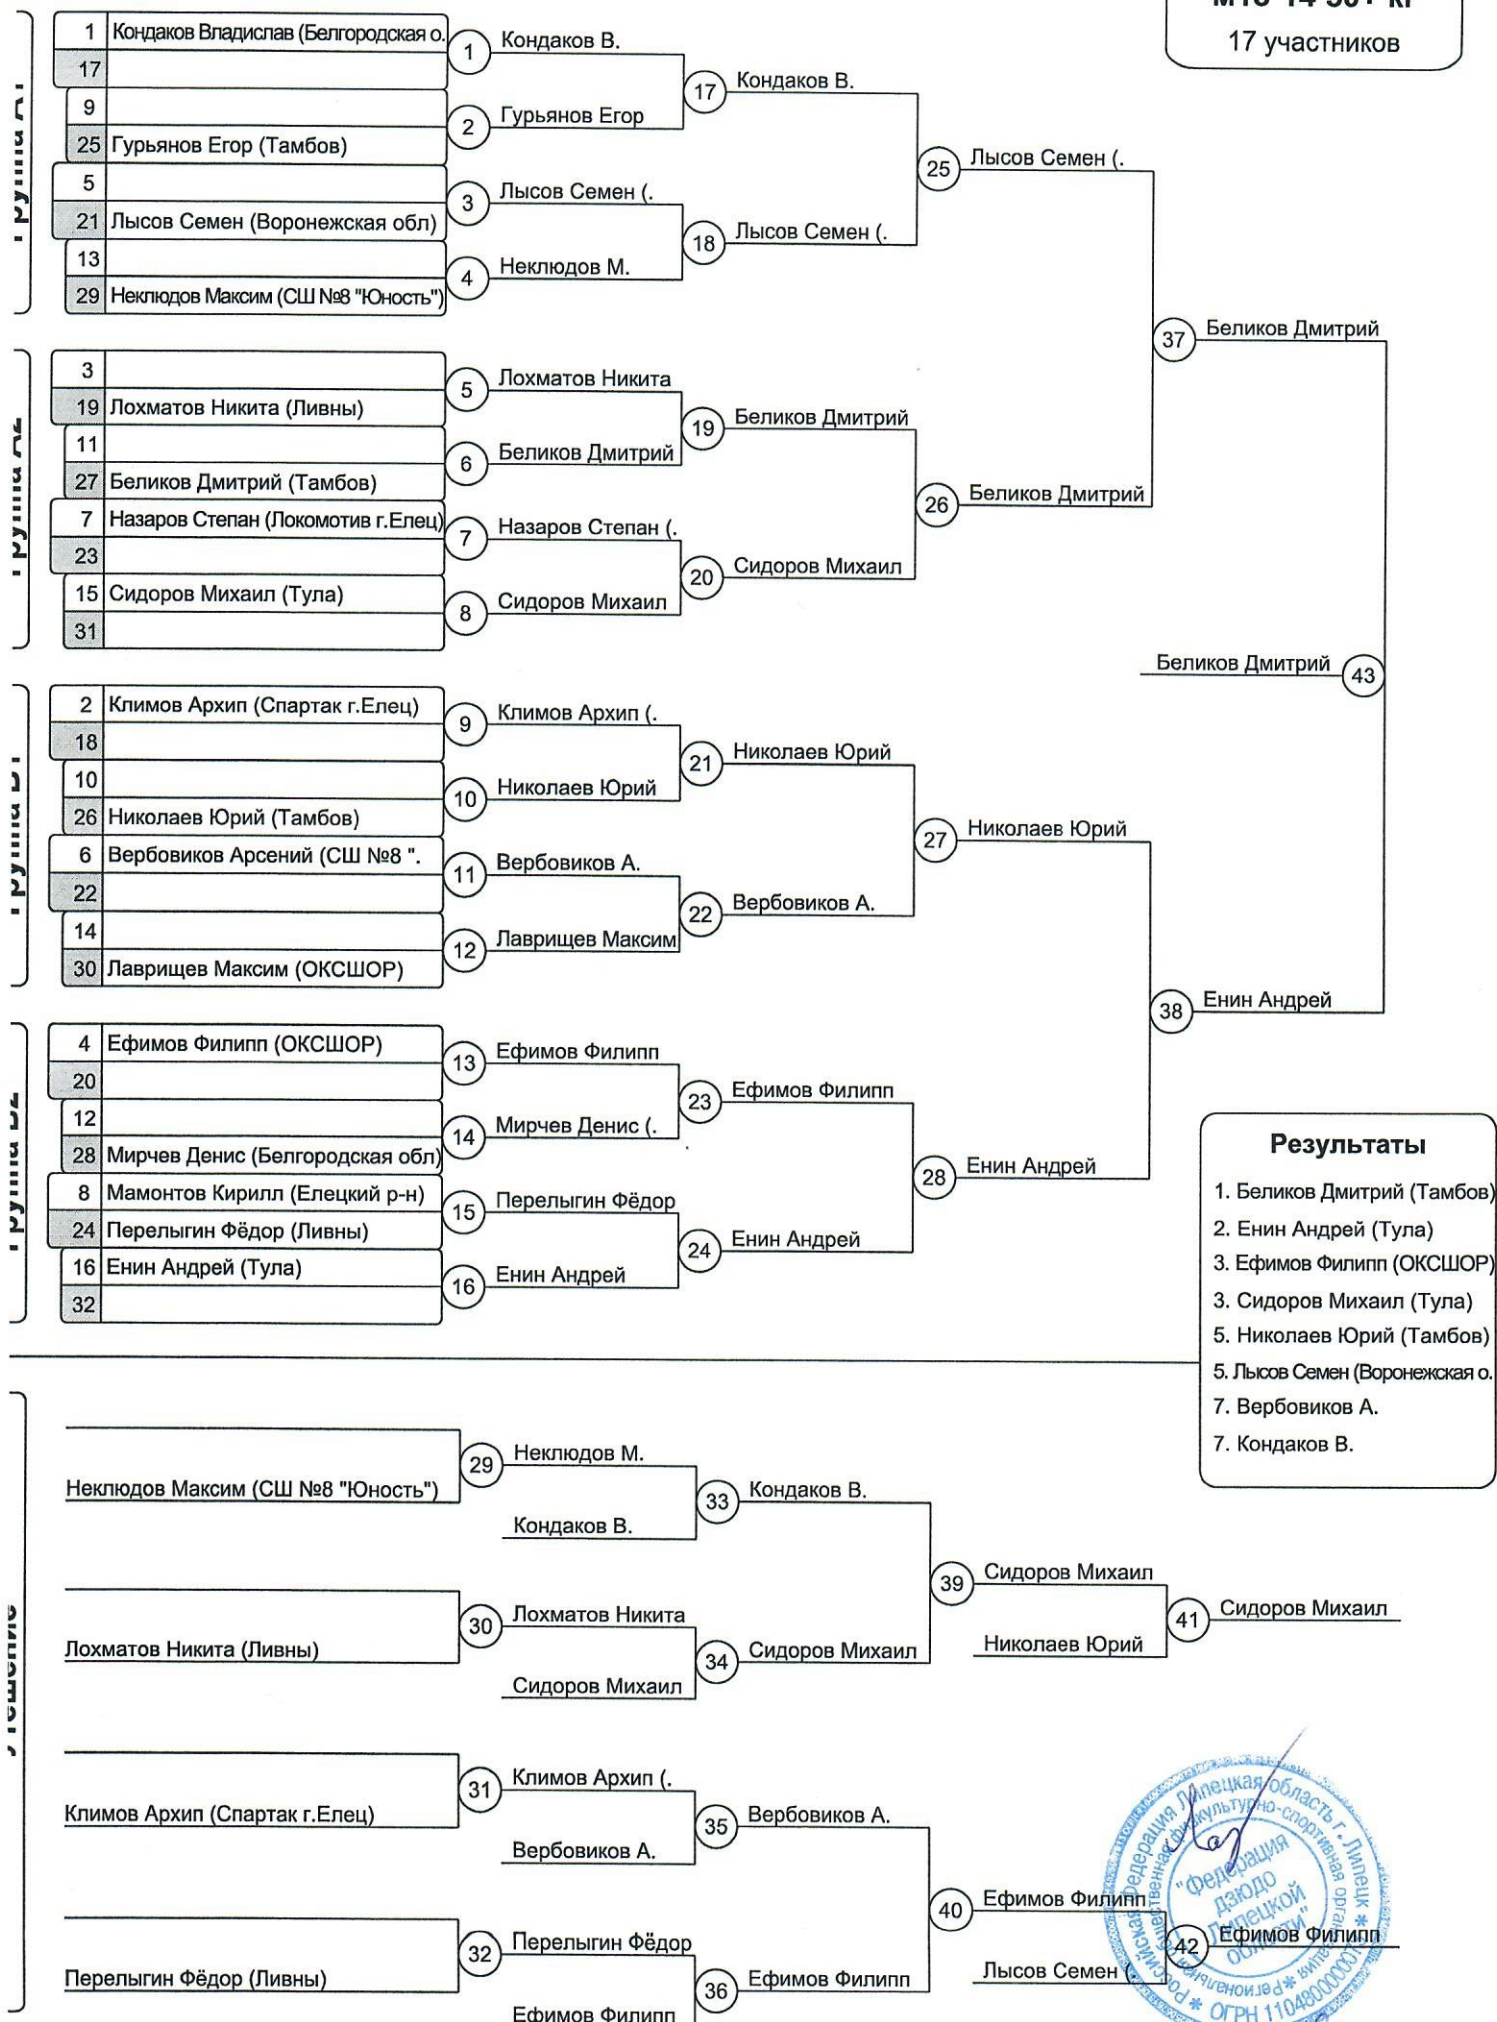 17 участников
1 Кондаков Владислав (Белгородская о.
17
9
25 Гурьянов Егор (Тамбов)
5
21 Лысов Семен (Воронежская обл)
13
29 Неклюдов Максим (СШ №8 "Юность")
1 Кондаков В.
2 Гурьянов Егор
3 Лысов Семен (.
4 Неклюдов М.
17 Кондаков В.
18 Лысов Семен (.
25 Лысов Семен (.
3
19 Лохматов Никита (Ливны)
11
27 Беликов Дмитрий (Тамбов)
7 Назаров Степан (Локомотив г.Елец)
23
15 Сидоров Михаил (Тула)
31
5 Лохматов Никита
6 Беликов Дмитрий
7 Назаров Степан (.
8 Сидоров Михаил
19 Беликов Дмитрий
20 Сидоров Михаил
26 Беликов Дмитрий
37 Беликов Дмитрий
Беликов Дмитрий 43
2 Климов Архип (Спартак г.Елец)
18
10
26 Николаев Юрий (Тамбов)
6 Вербовиков Арсений (СШ №8 ".
22
14
30 Лаврищев Максим (ОКСШОР)
9 Климов Архип (.
10 Николаев Юрий
11 Вербовиков А.
12 Лаврищев Максим
21 Николаев Юрий
22 Вербовиков А.
27 Николаев Юрий
4 Ефимов Филипп (ОКСШОР)
20
12
28 Мирчев Денис (Белгородская обл)
8 Мамонтов Кирилл (Елецкий р-н)
24 Перелыгин Фёдор (Ливны)
16 Енин Андрей (Тула)
32
13 Ефимов Филипп
14 Мирчев Денис (.
15 Перелыгин Фёдор
16 Енин Андрей
23 Ефимов Филипп
24 Енин Андрей
28 Енин Андрей
38 Енин Андрей
Результаты
1. Беликов Дмитрий (Тамбов)
2. Енин Андрей (Тула)
3. Ефимов Филипп (ОКСШОР)
3. Сидоров Михаил (Тула)
5. Николаев Юрий (Тамбов)
5. Лысов Семен (Воронежская о.
7. Вербовиков А.
7. Кондаков В.
Неклюдов Максим (СШ №8 "Юность")
29 Неклюдов М.
Кондаков В.
33 Кондаков В.
Лохматов Никита (Ливны)
30 Лохматов Никита
Сидоров Михаил
34 Сидоров Михаил
39 Сидоров Михаил
Николаев Юрий
41 Сидоров Михаил
Климов Архип (Спартак г.Елец)
31 Климов Архип (.
Вербовиков А.
35 Вербовиков А.
Перелыгин Фёдор (Ливны)
32 Перелыгин Фёдор
Ефимов Филипп
36 Ефимов Филипп
40 Ефимов Филипп
Лысов Семен
42 Ефимов Филипп
"Федерация
дзюдо
Липецкой
области"